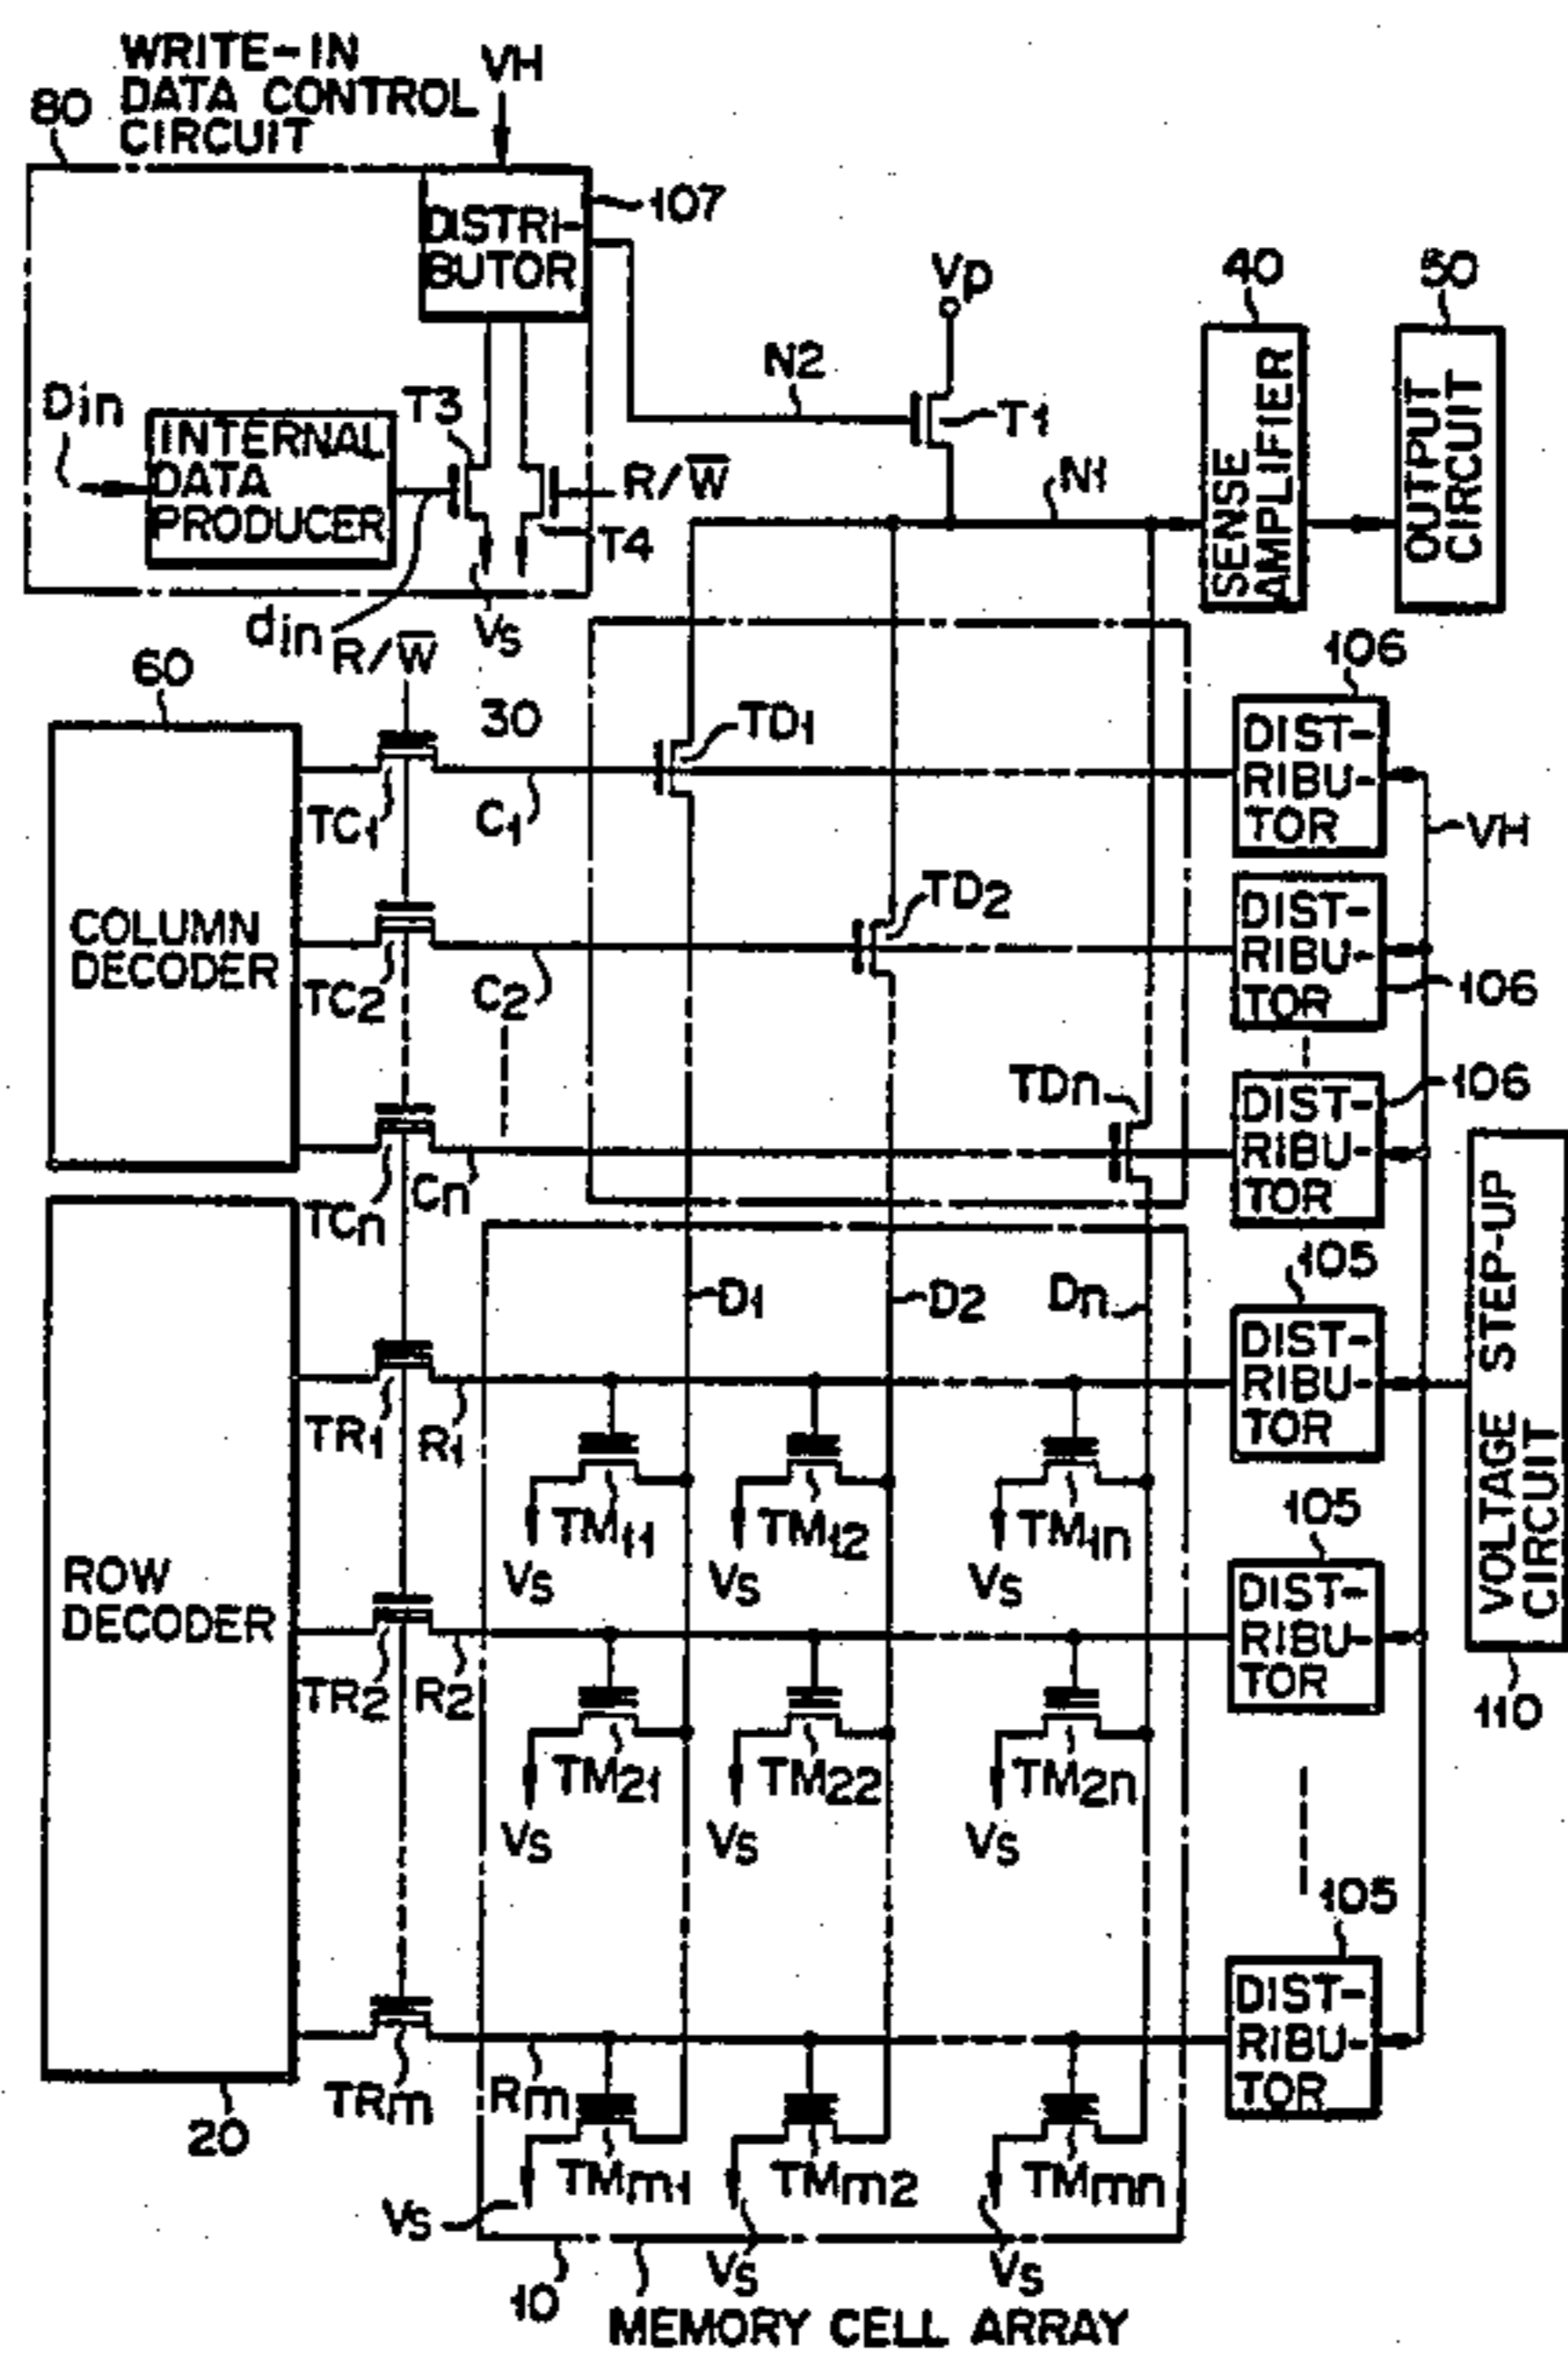 WRITE-IN
DATA CONTROL
CIRCUIT
80
VH
DISTRI-
BUTOR
107
Vp
40
50
N2
T1
Din
INTERNAL
DATA
PRODUCER
T3
R/W̅
T4
N1
SENSE
AMPLIFIER
OUTPUT
CIRCUIT
din
R/W̅
VS
60
30
TD1
106
DIST-
RIBU-
TOR
TC1
C1
VH
COLUMN
DECODER
TD2
DIST-
RIBU-
TOR
106
TC2
C2
TDn
106
DIST-
RIBU-
TOR
TCn
Cn
VOLTAGE STEP-UP
CIRCUIT
110
D1
D2
Dn
105
DIST-
RIBU-
TOR
TR1
R1
TM11
TM12
TM1n
VS
VS
VS
ROW
DECODER
105
DIST-
RIBU-
TOR
TR2
R2
TM21
TM22
TM2n
VS
VS
VS
105
DIST-
RIBU-
TOR
TRm
Rm
20
TMm1
TMm2
TMmn
VS
VS
VS
10
MEMORY CELL ARRAY